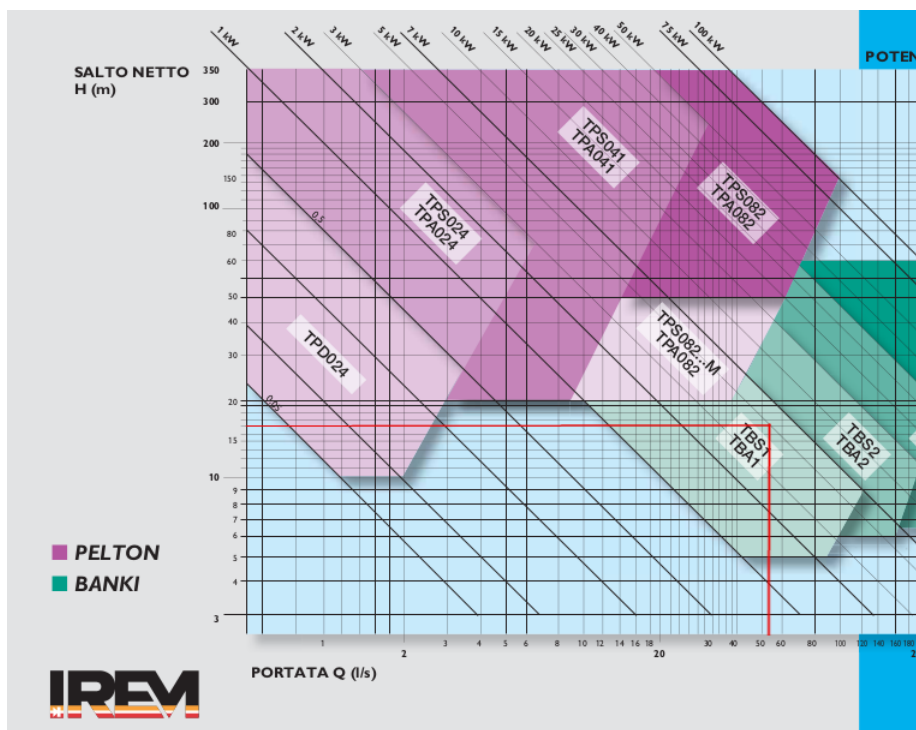 1 kW
2 kW
3 kW
5 kW
7 kW
10 kW
15 kW
20 kW
25 kW
30 kW
40 kW
50 kW
75 kW
100 kW
POTEN
SALTO NETTO
H (m)
350
300
200
150
100
80
60
50
40
30
20
15
10
9
8
7
6
5
4
3
0.5
0.05
TPS041
TPA041
TPS082
TPA082
TPS024
TPA024
TPS082...M
TPA082
TPD024
TBS1
TBA1
TBS2
TBA2
PELTON
BANKI
1 2 3 4 5 6 8 10 12 14 16 18 20 30 40 50 60 80 100 120 140 160 180 2
PORTATA Q (l/s)
IREM